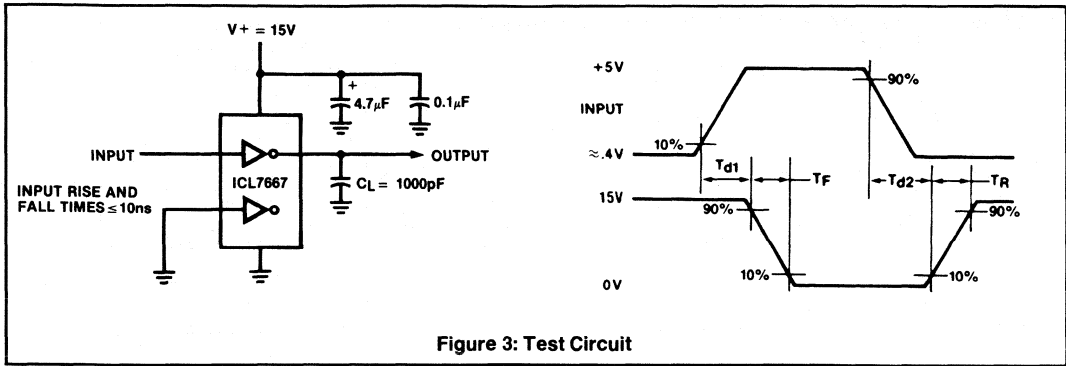 V+ = 15V
+
4.7µF
0.1µF
INPUT
OUTPUT
ICL7667
CL = 1000pF
INPUT RISE AND
FALL TIMES ≤ 10ns
+5V
90%
INPUT
10%
≈.4V
Td1
TF
Td2
TR
15V
90%
90%
10%
10%
0V
Figure 3: Test Circuit